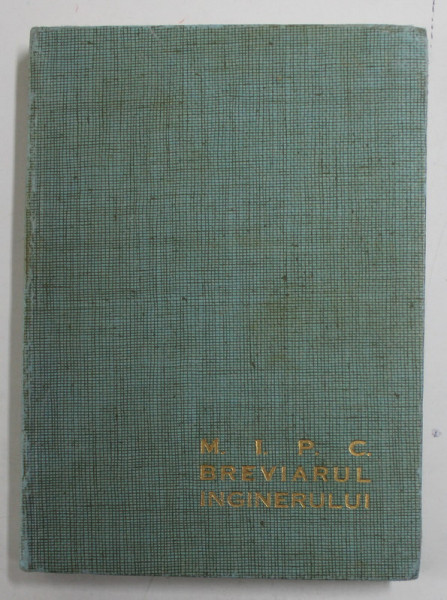 M. I. P. C.
BREVIARUL
INGINERULUI